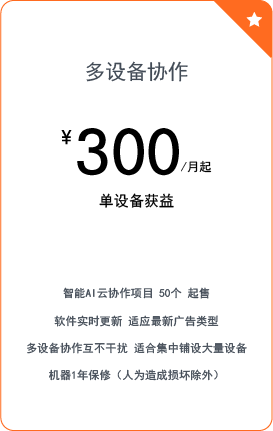 多设备协作
¥300/月起
单设备获益
智能AI云协作项目 50个 起售
软件实时更新 适应最新广告类型
多设备协作互不干扰 适合集中铺设大量设备
机器1年保修（人为造成损坏除外）